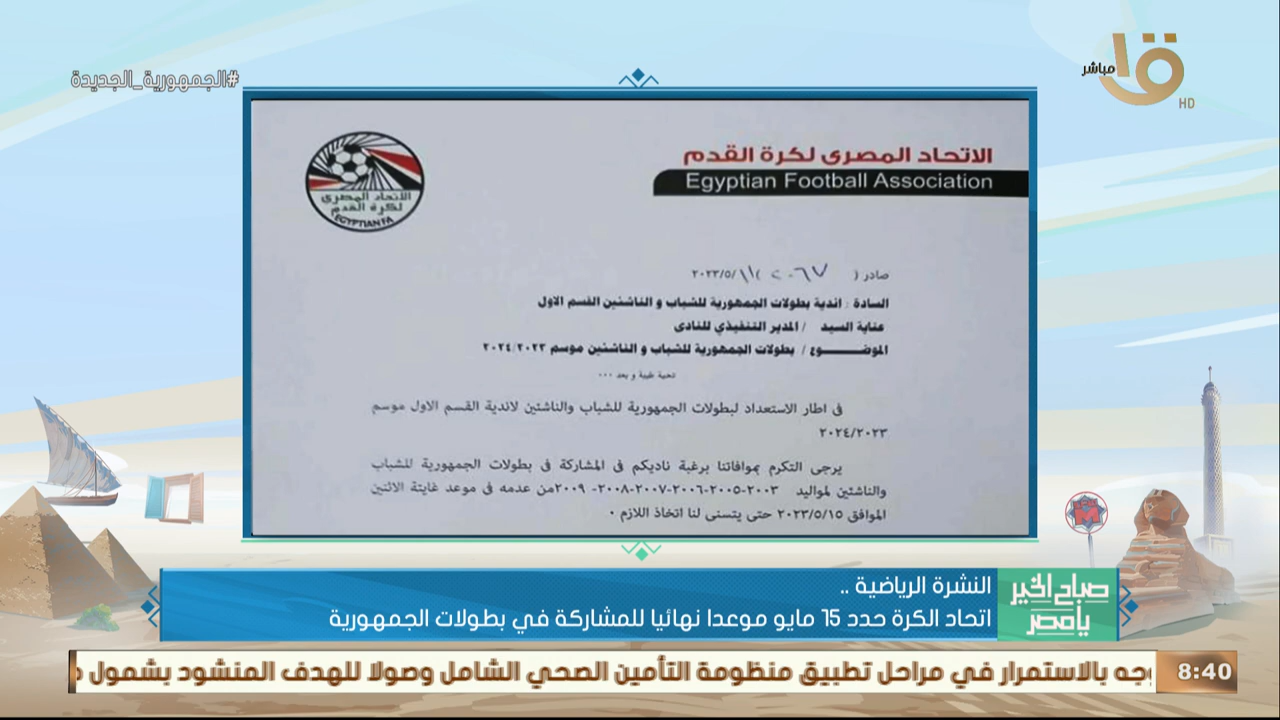 #الجمهورية_الجديدة
مباشر
HD
الاتحاد المصرى لكرة القدم
Egyptian Football Association
الاتحاد المصرى
لكرة القدم
EGYPTIAN FA
صادر ( ٢٠٦٧ ) ١١/٢٠٢٣/٥
السادة : اندية بطولات الجمهورية للشباب و الناشئين القسم الاول
عناية السيد / المدير التنفيذي للنادى
الموضـــــــوع / بطولات الجمهورية للشباب و الناشئين موسم ٢٠٢٤/٢٠٢٣
تحية طيبة و بعد ...
فى اطار الاستعداد لبطولات الجمهورية للشباب والناشئين لاندية القسم الاول موسم
٢٠٢٤/٢٠٢٣
يرجى التكرم بموافاتنا برغبة ناديكم فى المشاركة فى بطولات الجمهورية للشباب
والناشئين لمواليد ٢٠٠٣-٢٠٠٥-٢٠٠٦-٢٠٠٧-٢٠٠٨- ٢٠٠٩من عدمه فى موعد غايتة الاثنين
الموافق ٢٠٢٣/٥/١٥ حتى يتسنى لنا اتخاذ اللازم .
صباح الخير
يا مصر
النشرة الرياضية ..
اتحاد الكرة حدد 15 مايو موعدا نهائيا للمشاركة في بطولات الجمهورية
وجه بالاستمرار في مراحل تطبيق منظومة التأمين الصحي الشامل وصولا للهدف المنشود بشمول
8:40